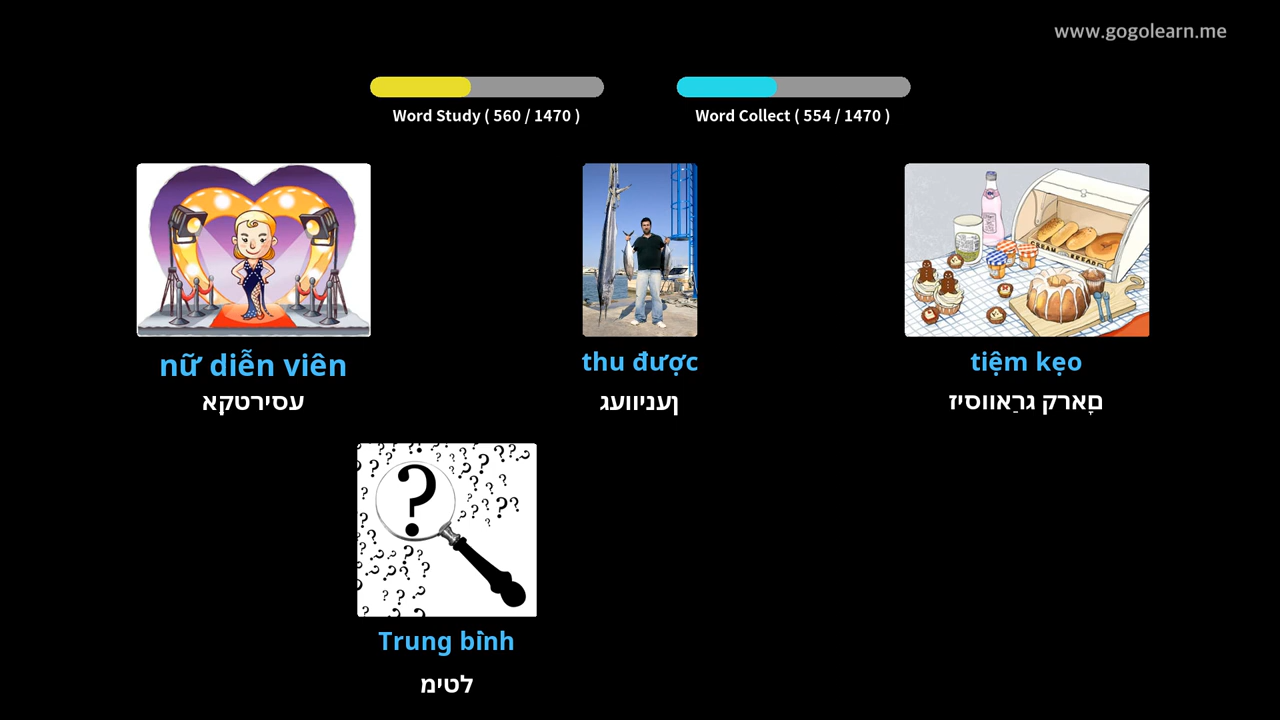 www.gogolearn.me
Word Study ( 560 / 1470 )
Word Collect ( 554 / 1470 )
nữ diễn viên
עסירטקא
thu được
ןעניוועג
tiệm kẹo
םָארק גרַאווסיז
Trung bình
לטימ